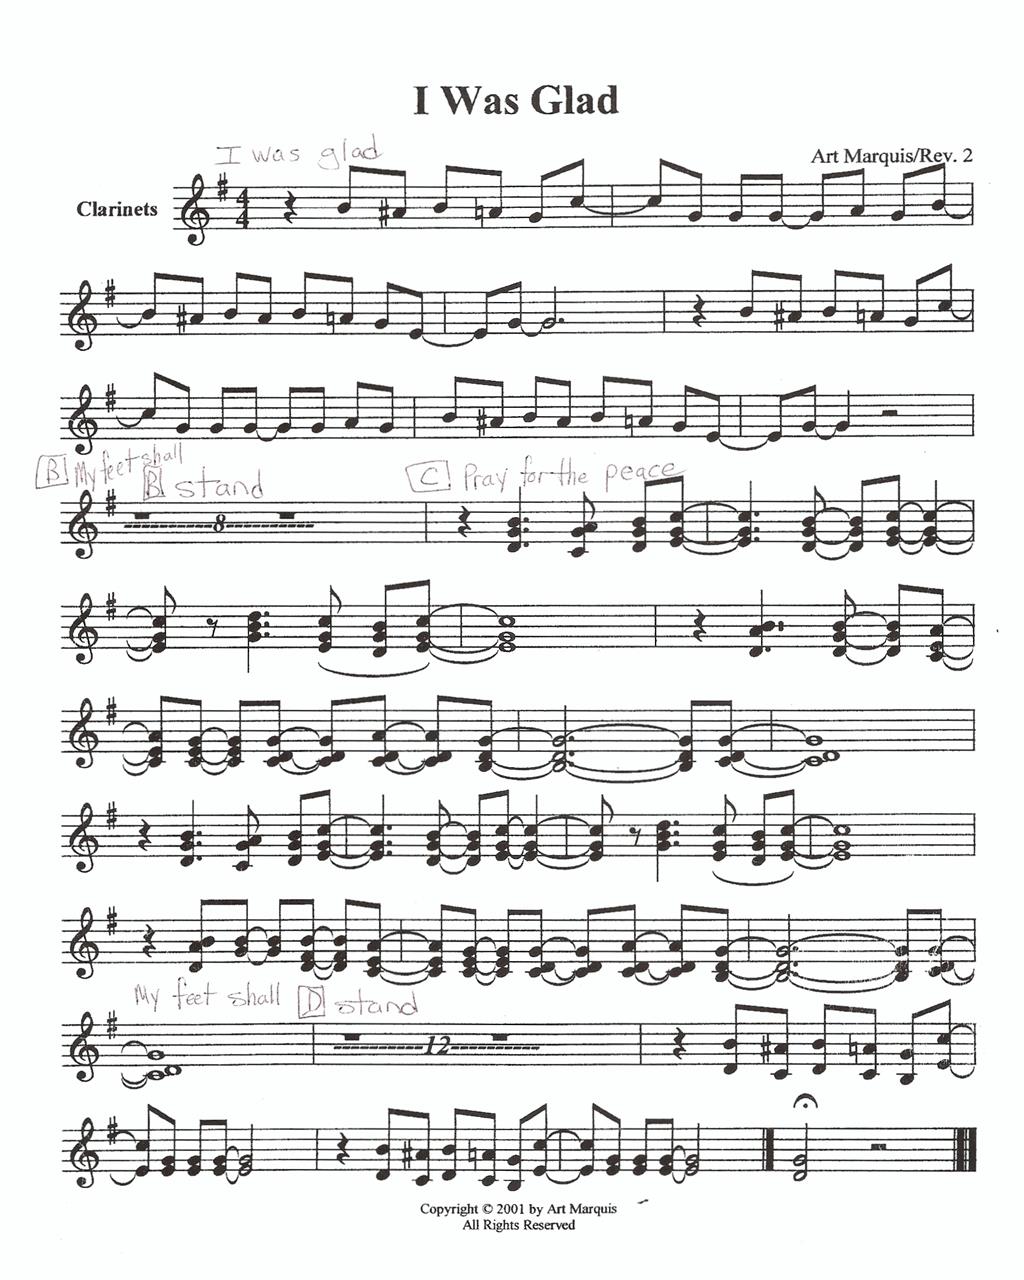 I Was Glad
I was glad
Art Marquis/Rev. 2
Clarinets
4
4
B My feet shall
B stand
C Pray for the peace
8
My feet shall D stand
12
Copyright © 2001 by Art Marquis
All Rights Reserved